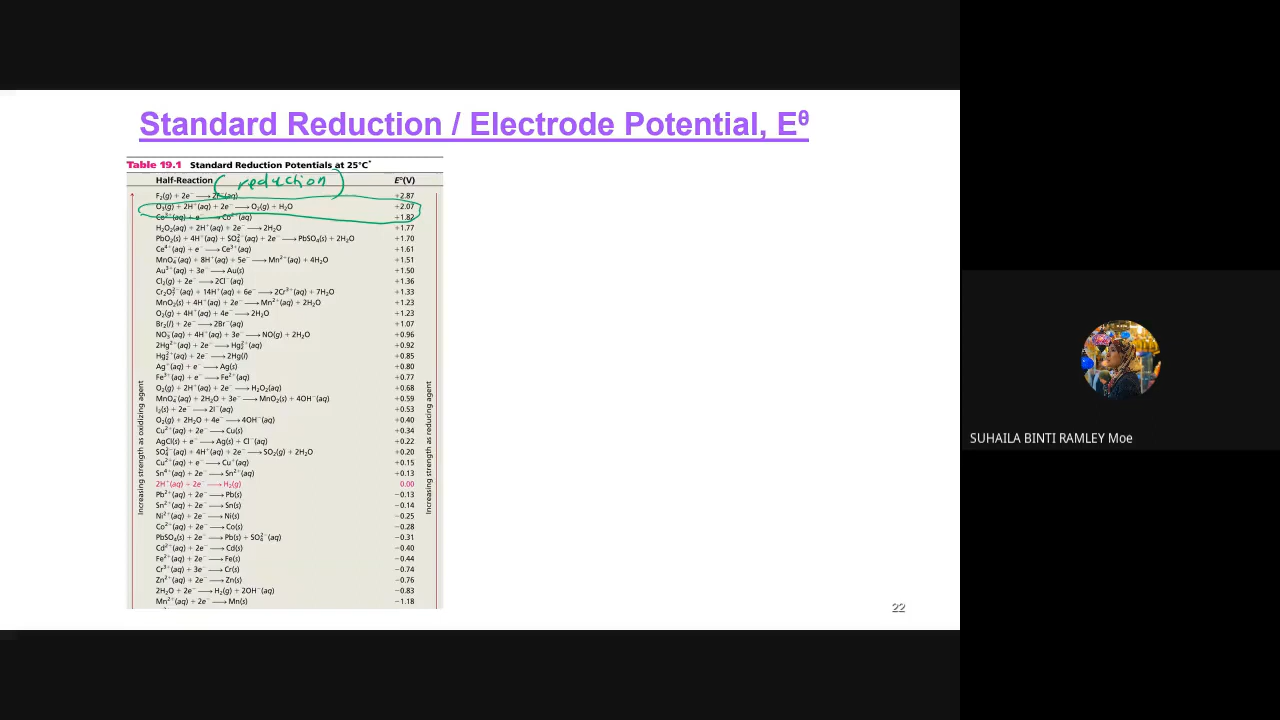 Standard Reduction / Electrode Potential, Eᶿ
Table 19.1 Standard Reduction Potentials at 25°C*
Half-Reaction (reduction) E°(V)
F₂(g) + 2e⁻ ⟶ 2F⁻(aq) +2.87
O₃(g) + 2H⁺(aq) + 2e⁻ ⟶ O₂(g) + H₂O +2.07
Co³⁺(aq) + e⁻ ⟶ Co²⁺(aq) +1.82
H₂O₂(aq) + 2H⁺(aq) + 2e⁻ ⟶ 2H₂O +1.77
PbO₂(s) + 4H⁺(aq) + SO₄²⁻(aq) + 2e⁻ ⟶ PbSO₄(s) + 2H₂O +1.70
Ce⁴⁺(aq) + e⁻ ⟶ Ce³⁺(aq) +1.61
MnO₄⁻(aq) + 8H⁺(aq) + 5e⁻ ⟶ Mn²⁺(aq) + 4H₂O +1.51
Au³⁺(aq) + 3e⁻ ⟶ Au(s) +1.50
Cl₂(g) + 2e⁻ ⟶ 2Cl⁻(aq) +1.36
Cr₂O₇²⁻(aq) + 14H⁺(aq) + 6e⁻ ⟶ 2Cr³⁺(aq) + 7H₂O +1.33
MnO₂(s) + 4H⁺(aq) + 2e⁻ ⟶ Mn²⁺(aq) + 2H₂O +1.23
O₂(g) + 4H⁺(aq) + 4e⁻ ⟶ 2H₂O +1.23
Br₂(l) + 2e⁻ ⟶ 2Br⁻(aq) +1.07
NO₃⁻(aq) + 4H⁺(aq) + 3e⁻ ⟶ NO(g) + 2H₂O +0.96
2Hg²⁺(aq) + 2e⁻ ⟶ Hg₂²⁺(aq) +0.92
Hg₂²⁺(aq) + 2e⁻ ⟶ 2Hg(l) +0.85
Ag⁺(aq) + e⁻ ⟶ Ag(s) +0.80
Fe³⁺(aq) + e⁻ ⟶ Fe²⁺(aq) +0.77
O₂(g) + 2H⁺(aq) + 2e⁻ ⟶ H₂O₂(aq) +0.68
MnO₄⁻(aq) + 2H₂O + 3e⁻ ⟶ MnO₂(s) + 4OH⁻(aq) +0.59
I₂(s) + 2e⁻ ⟶ 2I⁻(aq) +0.53
O₂(g) + 2H₂O + 4e⁻ ⟶ 4OH⁻(aq) +0.40
Cu²⁺(aq) + 2e⁻ ⟶ Cu(s) +0.34
AgCl(s) + e⁻ ⟶ Ag(s) + Cl⁻(aq) +0.22
SO₄²⁻(aq) + 4H⁺(aq) + 2e⁻ ⟶ SO₂(g) + 2H₂O +0.20
Cu²⁺(aq) + e⁻ ⟶ Cu⁺(aq) +0.15
Sn⁴⁺(aq) + 2e⁻ ⟶ Sn²⁺(aq) +0.13
2H⁺(aq) + 2e⁻ ⟶ H₂(g) 0.00
Pb²⁺(aq) + 2e⁻ ⟶ Pb(s) −0.13
Sn²⁺(aq) + 2e⁻ ⟶ Sn(s) −0.14
Ni²⁺(aq) + 2e⁻ ⟶ Ni(s) −0.25
Co²⁺(aq) + 2e⁻ ⟶ Co(s) −0.28
PbSO₄(s) + 2e⁻ ⟶ Pb(s) + SO₄²⁻(aq) −0.31
Cd²⁺(aq) + 2e⁻ ⟶ Cd(s) −0.40
Fe²⁺(aq) + 2e⁻ ⟶ Fe(s) −0.44
Cr³⁺(aq) + 3e⁻ ⟶ Cr(s) −0.74
Zn²⁺(aq) + 2e⁻ ⟶ Zn(s) −0.76
2H₂O + 2e⁻ ⟶ H₂(g) + 2OH⁻(aq) −0.83
Mn²⁺(aq) + 2e⁻ ⟶ Mn(s) −1.18
Increasing strength as oxidizing agent
Increasing strength as reducing agent
22
SUHAILA BINTI RAMLEY Moe